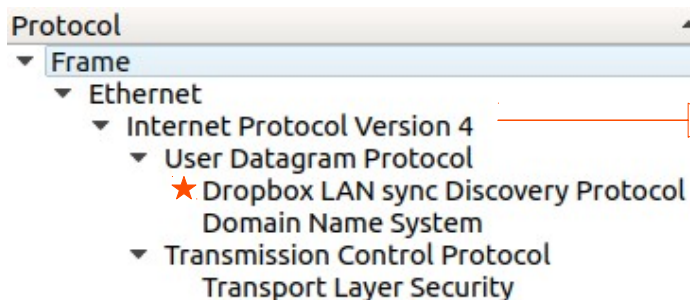 Protocol
Frame
Ethernet
Internet Protocol Version 4
User Datagram Protocol
Dropbox LAN sync Discovery Protocol
Domain Name System
Transmission Control Protocol
Transport Layer Security